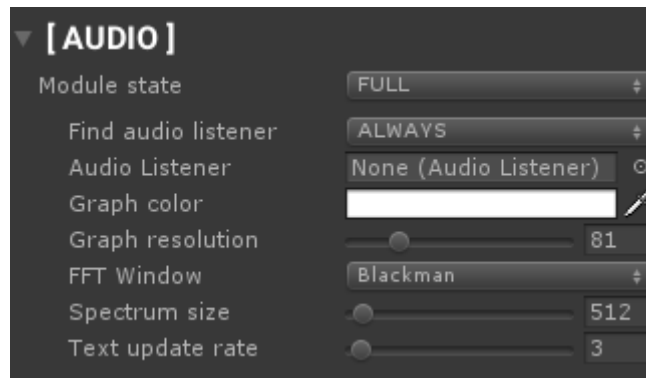 [ AUDIO ]
Module state FULL
Find audio listener ALWAYS
Audio Listener None (Audio Listener)
Graph color
Graph resolution 81
FFT Window Blackman
Spectrum size 512
Text update rate 3